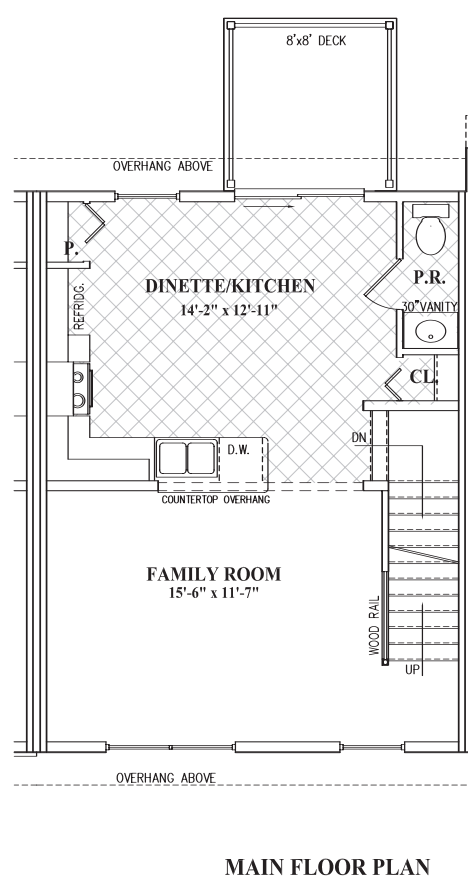 8'x8' DECK
OVERHANG ABOVE
P.
REFRIDG.
DINETTE/KITCHEN
14'-2" x 12'-11"
P.R.
30"VANITY
CL.
D.W.
DN
COUNTERTOP OVERHANG
FAMILY ROOM
15'-6" x 11'-7"
WOOD RAIL
UP
OVERHANG ABOVE
MAIN FLOOR PLAN